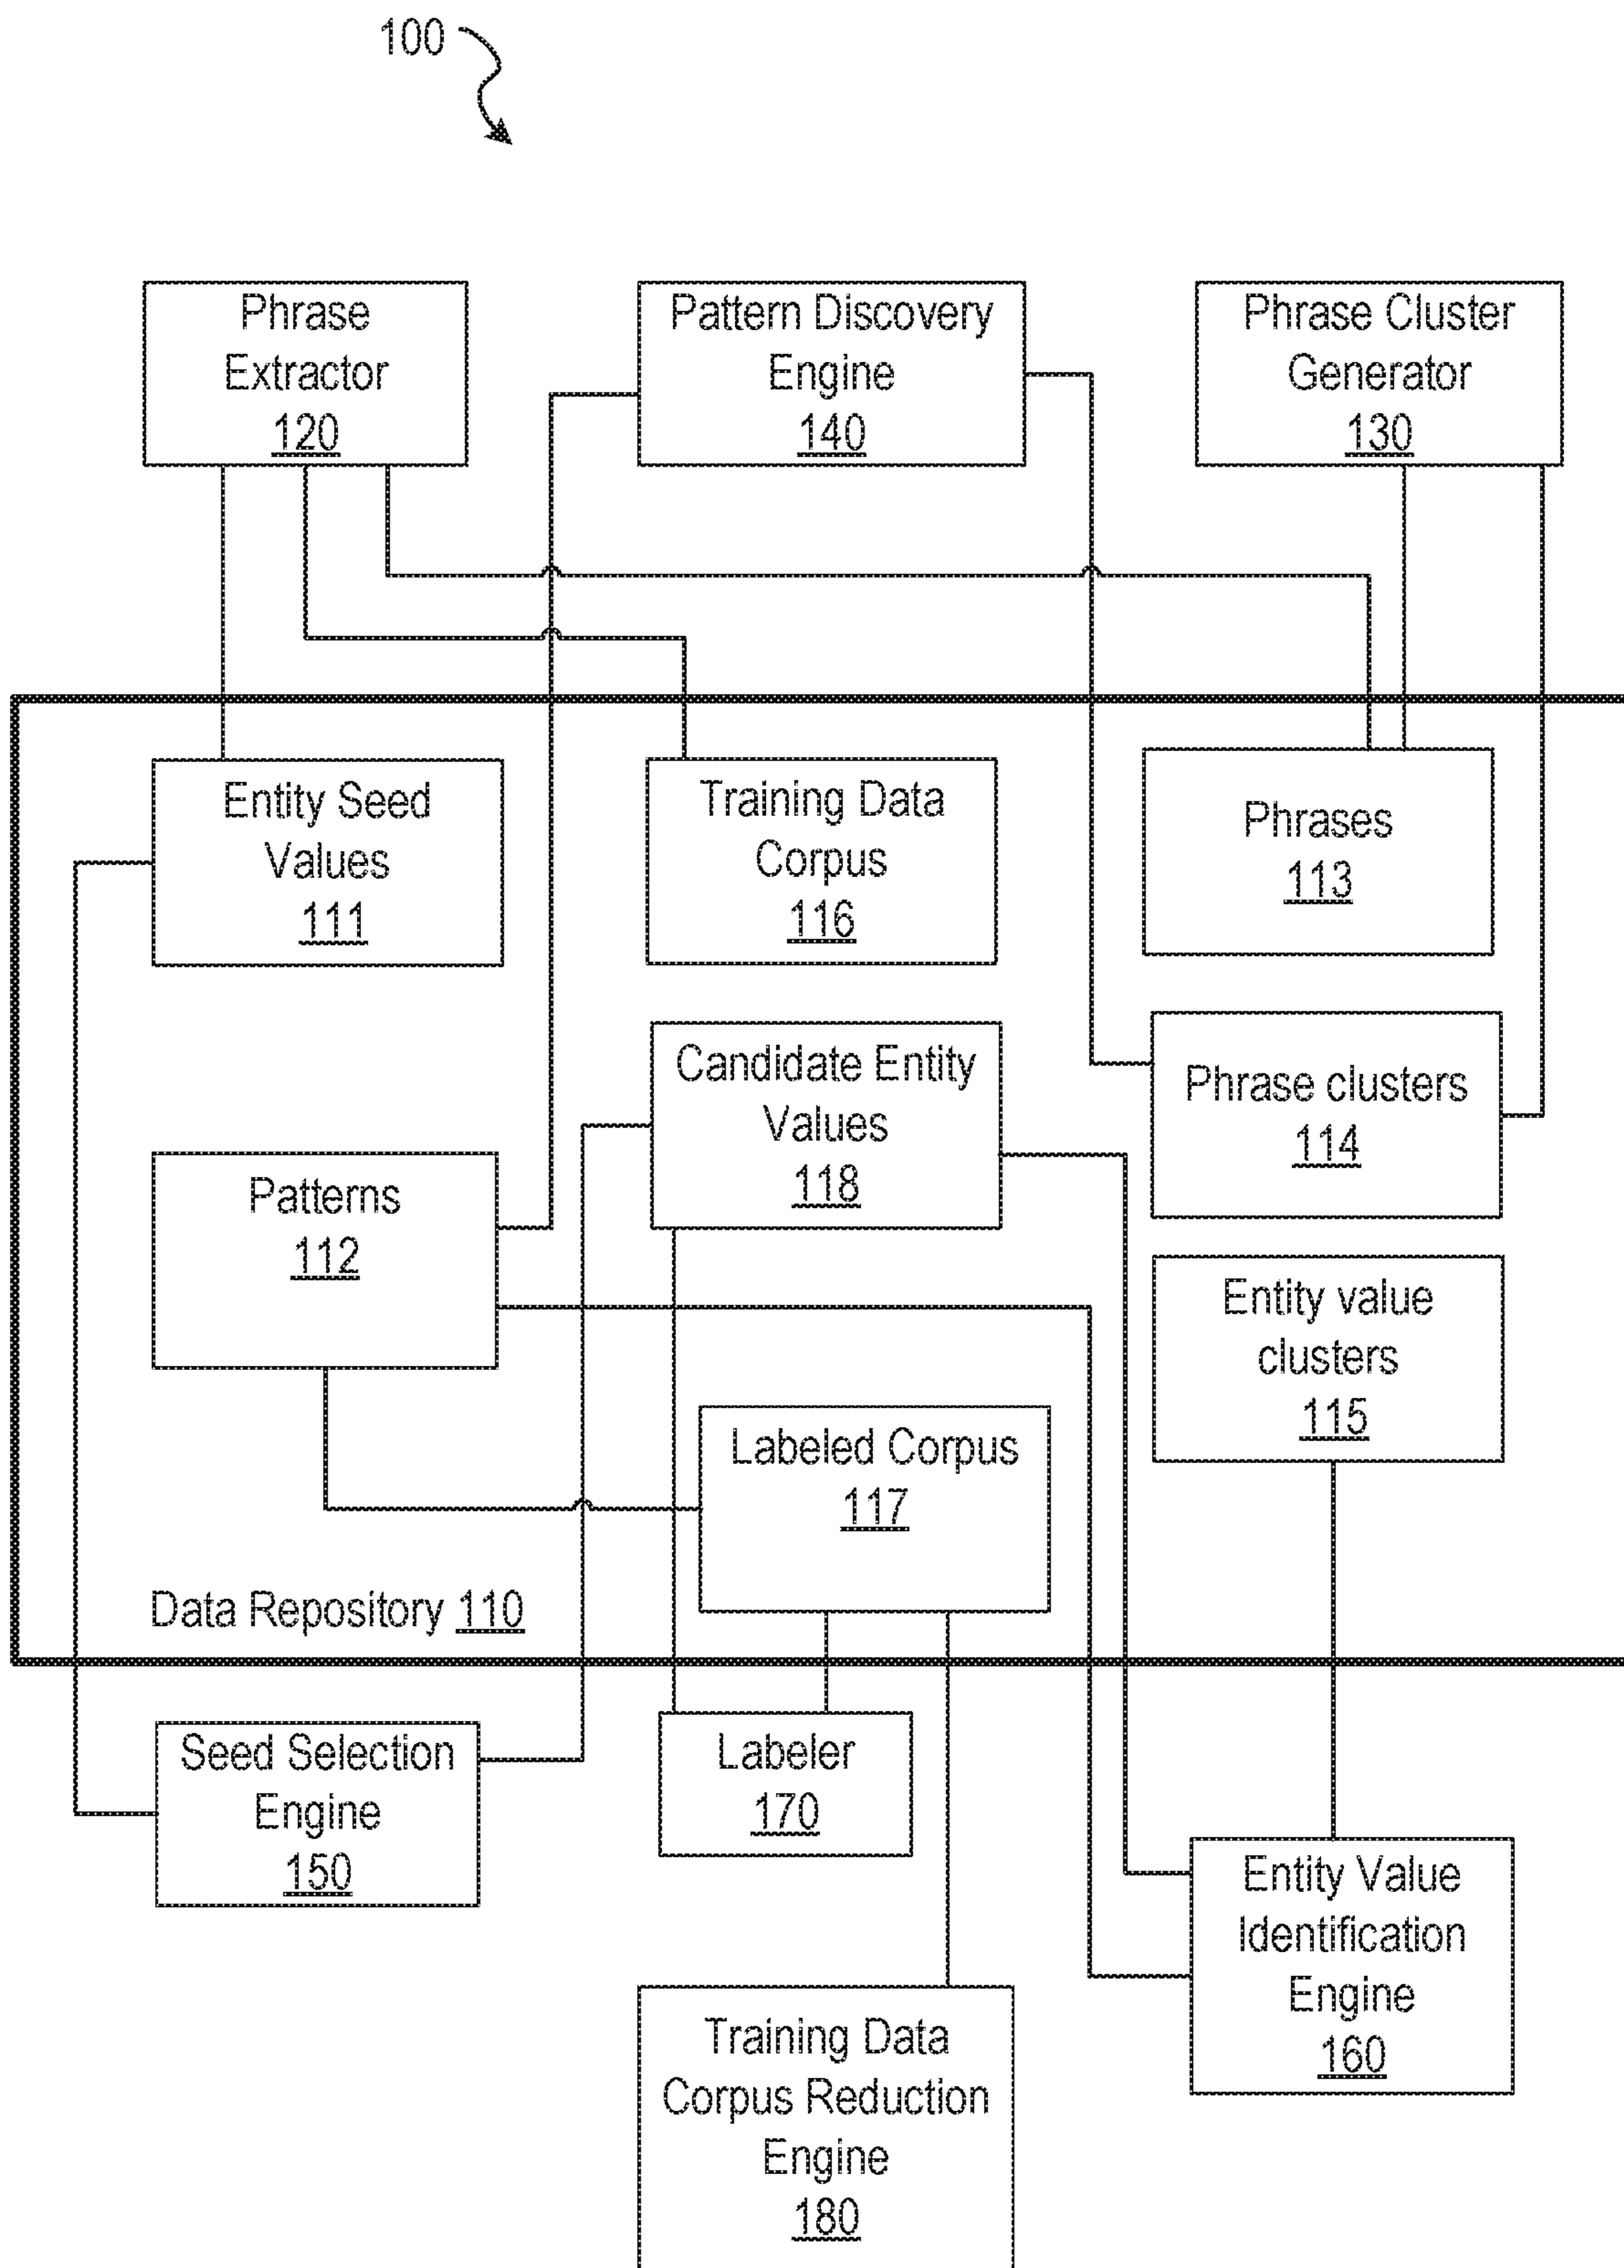 100
Phrase
Extractor
120
Pattern Discovery
Engine
140
Phrase Cluster
Generator
130
Entity Seed
Values
111
Training Data
Corpus
116
Phrases
113
Candidate Entity
Values
118
Phrase clusters
114
Patterns
112
Entity value
clusters
115
Labeled Corpus
117
Data Repository 110
Seed Selection
Engine
150
Labeler
170
Entity Value
Identification
Engine
160
Training Data
Corpus Reduction
Engine
180